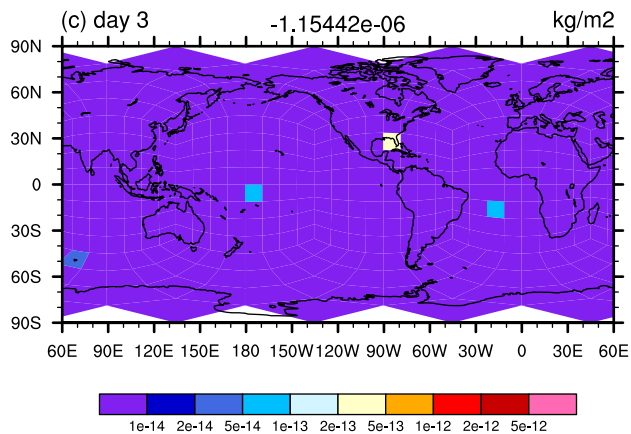 (c) day 3 -1.15442e-06 kg/m2
90N
60N
30N
0
30S
60S
90S
60E 90E 120E 150E 180 150W 120W 90W 60W 30W 0 30E 60E
1e-14 2e-14 5e-14 1e-13 2e-13 5e-13 1e-12 2e-12 5e-12